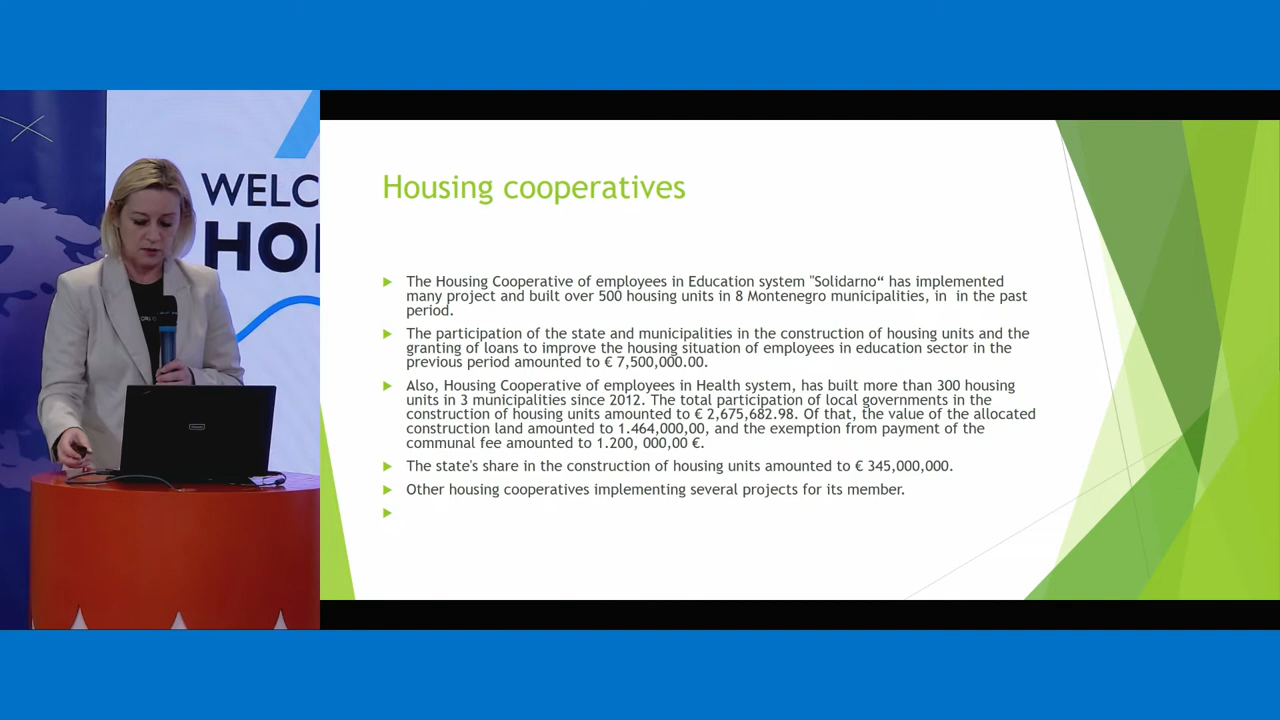 WELC
HO
Housing cooperatives
The Housing Cooperative of employees in Education system "Solidarno“ has implemented
many project and built over 500 housing units in 8 Montenegro municipalities, in  in the past
period.
The participation of the state and municipalities in the construction of housing units and the
granting of loans to improve the housing situation of employees in education sector in the
previous period amounted to € 7,500,000.00.
Also, Housing Cooperative of employees in Health system, has built more than 300 housing
units in 3 municipalities since 2012. The total participation of local governments in the
construction of housing units amounted to € 2,675,682.98. Of that, the value of the allocated
construction land amounted to 1.464,000,00, and the exemption from payment of the
communal fee amounted to 1.200, 000,00 €.
The state's share in the construction of housing units amounted to € 345,000,000.
Other housing cooperatives implementing several projects for its member.